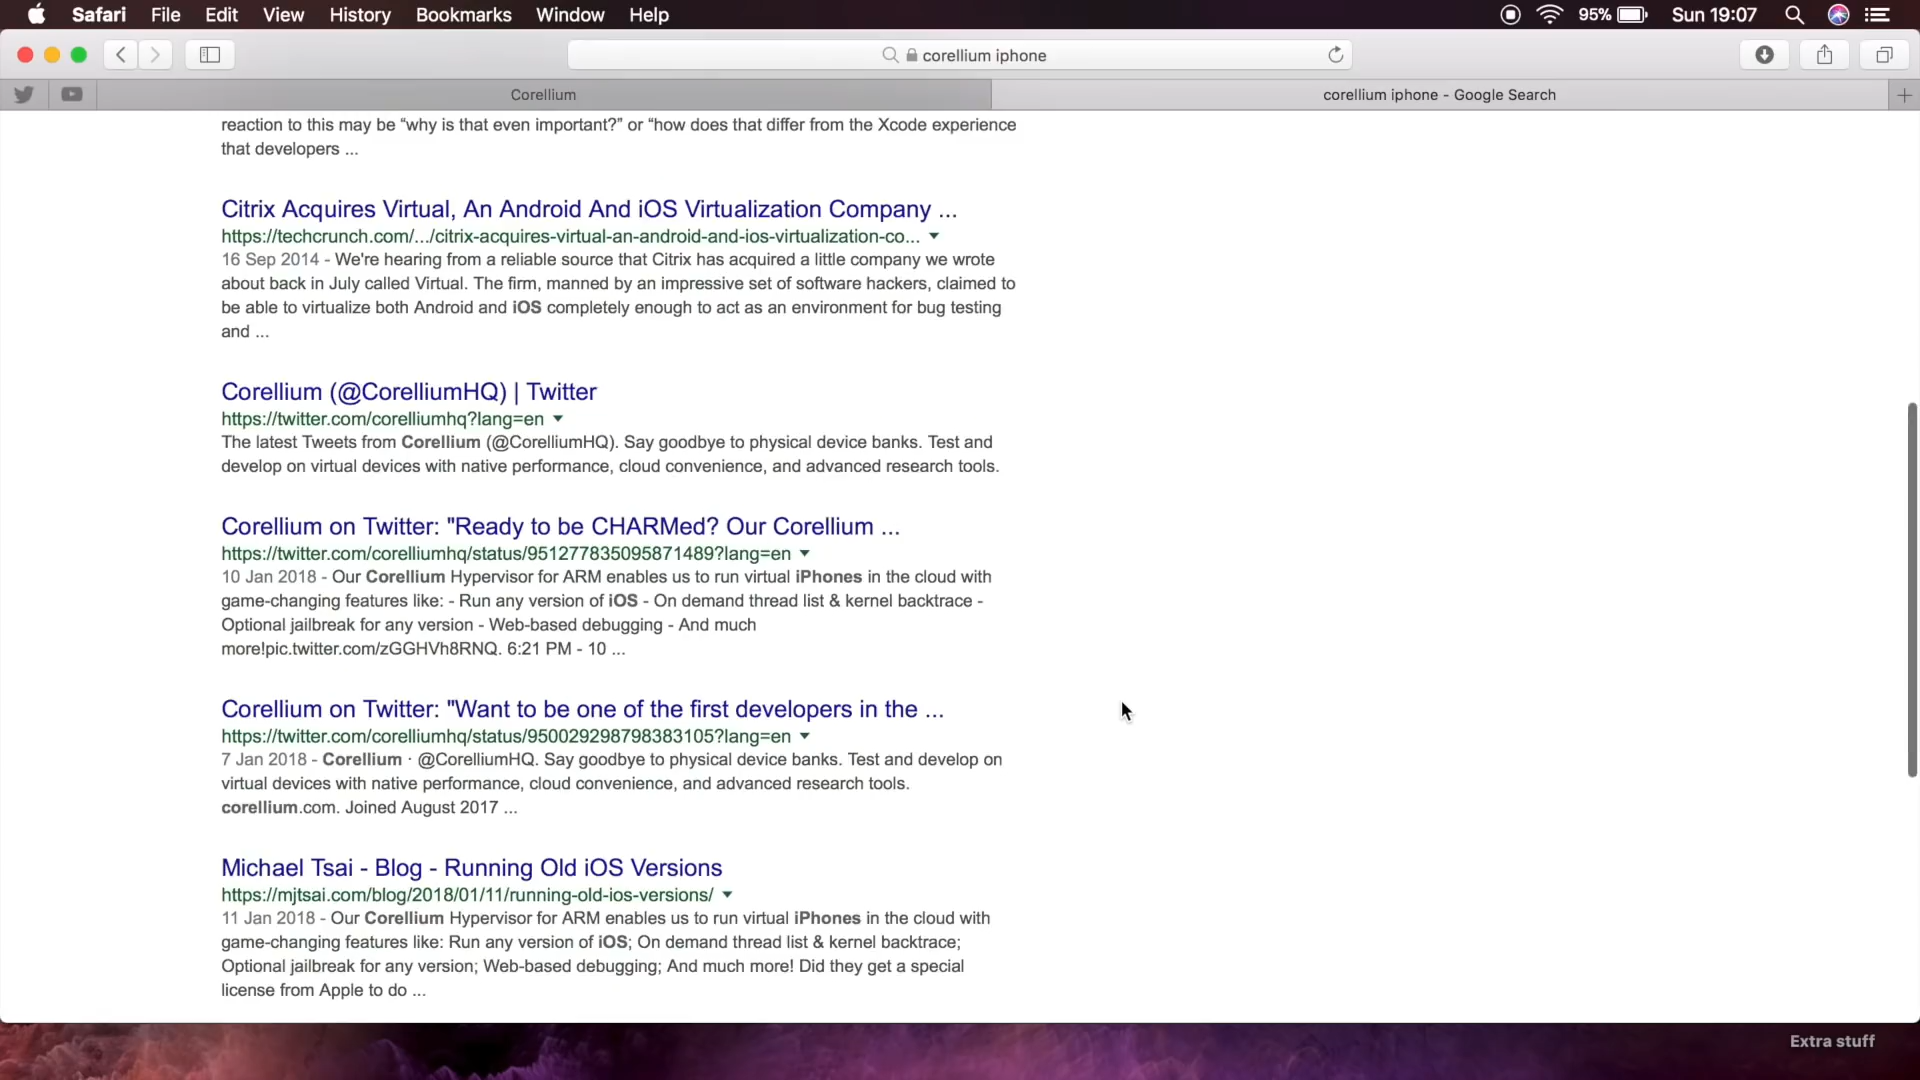 Safari File Edit View History Bookmarks Window Help 95% Sun 19:07
corellium iphone
Corellium
corellium iphone - Google Search
reaction to this may be “why is that even important?” or “how does that differ from the Xcode experience
that developers ...
Citrix Acquires Virtual, An Android And iOS Virtualization Company ...
https://techcrunch.com/.../citrix-acquires-virtual-an-android-and-ios-virtualization-co...
16 Sep 2014 - We're hearing from a reliable source that Citrix has acquired a little company we wrote
about back in July called Virtual. The firm, manned by an impressive set of software hackers, claimed to
be able to virtualize both Android and iOS completely enough to act as an environment for bug testing
and ...
Corellium (@CorelliumHQ) | Twitter
https://twitter.com/corelliumhq?lang=en
The latest Tweets from Corellium (@CorelliumHQ). Say goodbye to physical device banks. Test and
develop on virtual devices with native performance, cloud convenience, and advanced research tools.
Corellium on Twitter: "Ready to be CHARMed? Our Corellium ...
https://twitter.com/corelliumhq/status/951277835095871489?lang=en
10 Jan 2018 - Our Corellium Hypervisor for ARM enables us to run virtual iPhones in the cloud with
game-changing features like: - Run any version of iOS - On demand thread list & kernel backtrace -
Optional jailbreak for any version - Web-based debugging - And much
more!pic.twitter.com/zGGHVh8RNQ. 6:21 PM - 10 ...
Corellium on Twitter: "Want to be one of the first developers in the ...
https://twitter.com/corelliumhq/status/950029298798383105?lang=en
7 Jan 2018 - Corellium · @CorelliumHQ. Say goodbye to physical device banks. Test and develop on
virtual devices with native performance, cloud convenience, and advanced research tools.
corellium.com. Joined August 2017 ...
Michael Tsai - Blog - Running Old iOS Versions
https://mjtsai.com/blog/2018/01/11/running-old-ios-versions/
11 Jan 2018 - Our Corellium Hypervisor for ARM enables us to run virtual iPhones in the cloud with
game-changing features like: Run any version of iOS; On demand thread list & kernel backtrace;
Optional jailbreak for any version; Web-based debugging; And much more! Did they get a special
license from Apple to do ...
Extra stuff